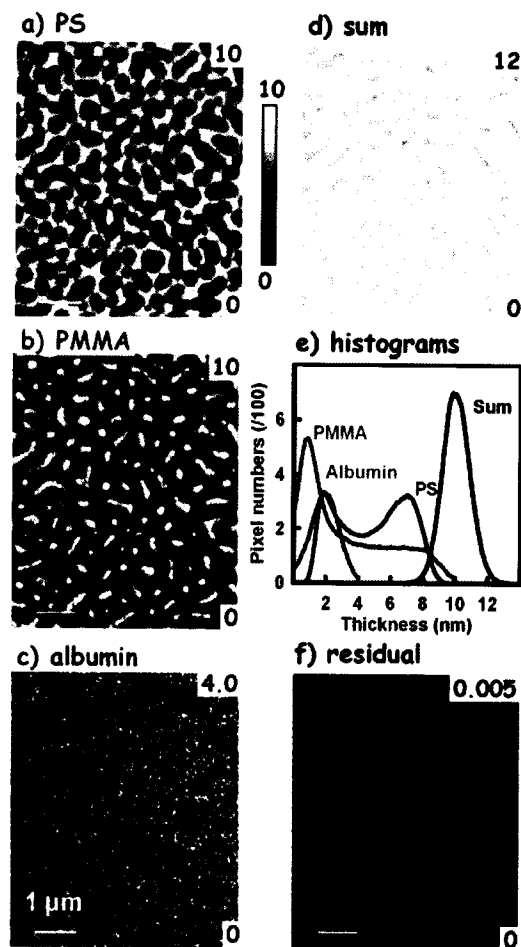 a) PS
10
0
10
0
d) sum
12
0
b) PMMA
10
0
e) histograms
Pixel numbers (/100)
6
4
2
0
PMMA
Albumin
PS
Sum
2 4 6 8 10 12
Thickness (nm)
c) albumin
4.0
1 µm
0
f) residual
0.005
0